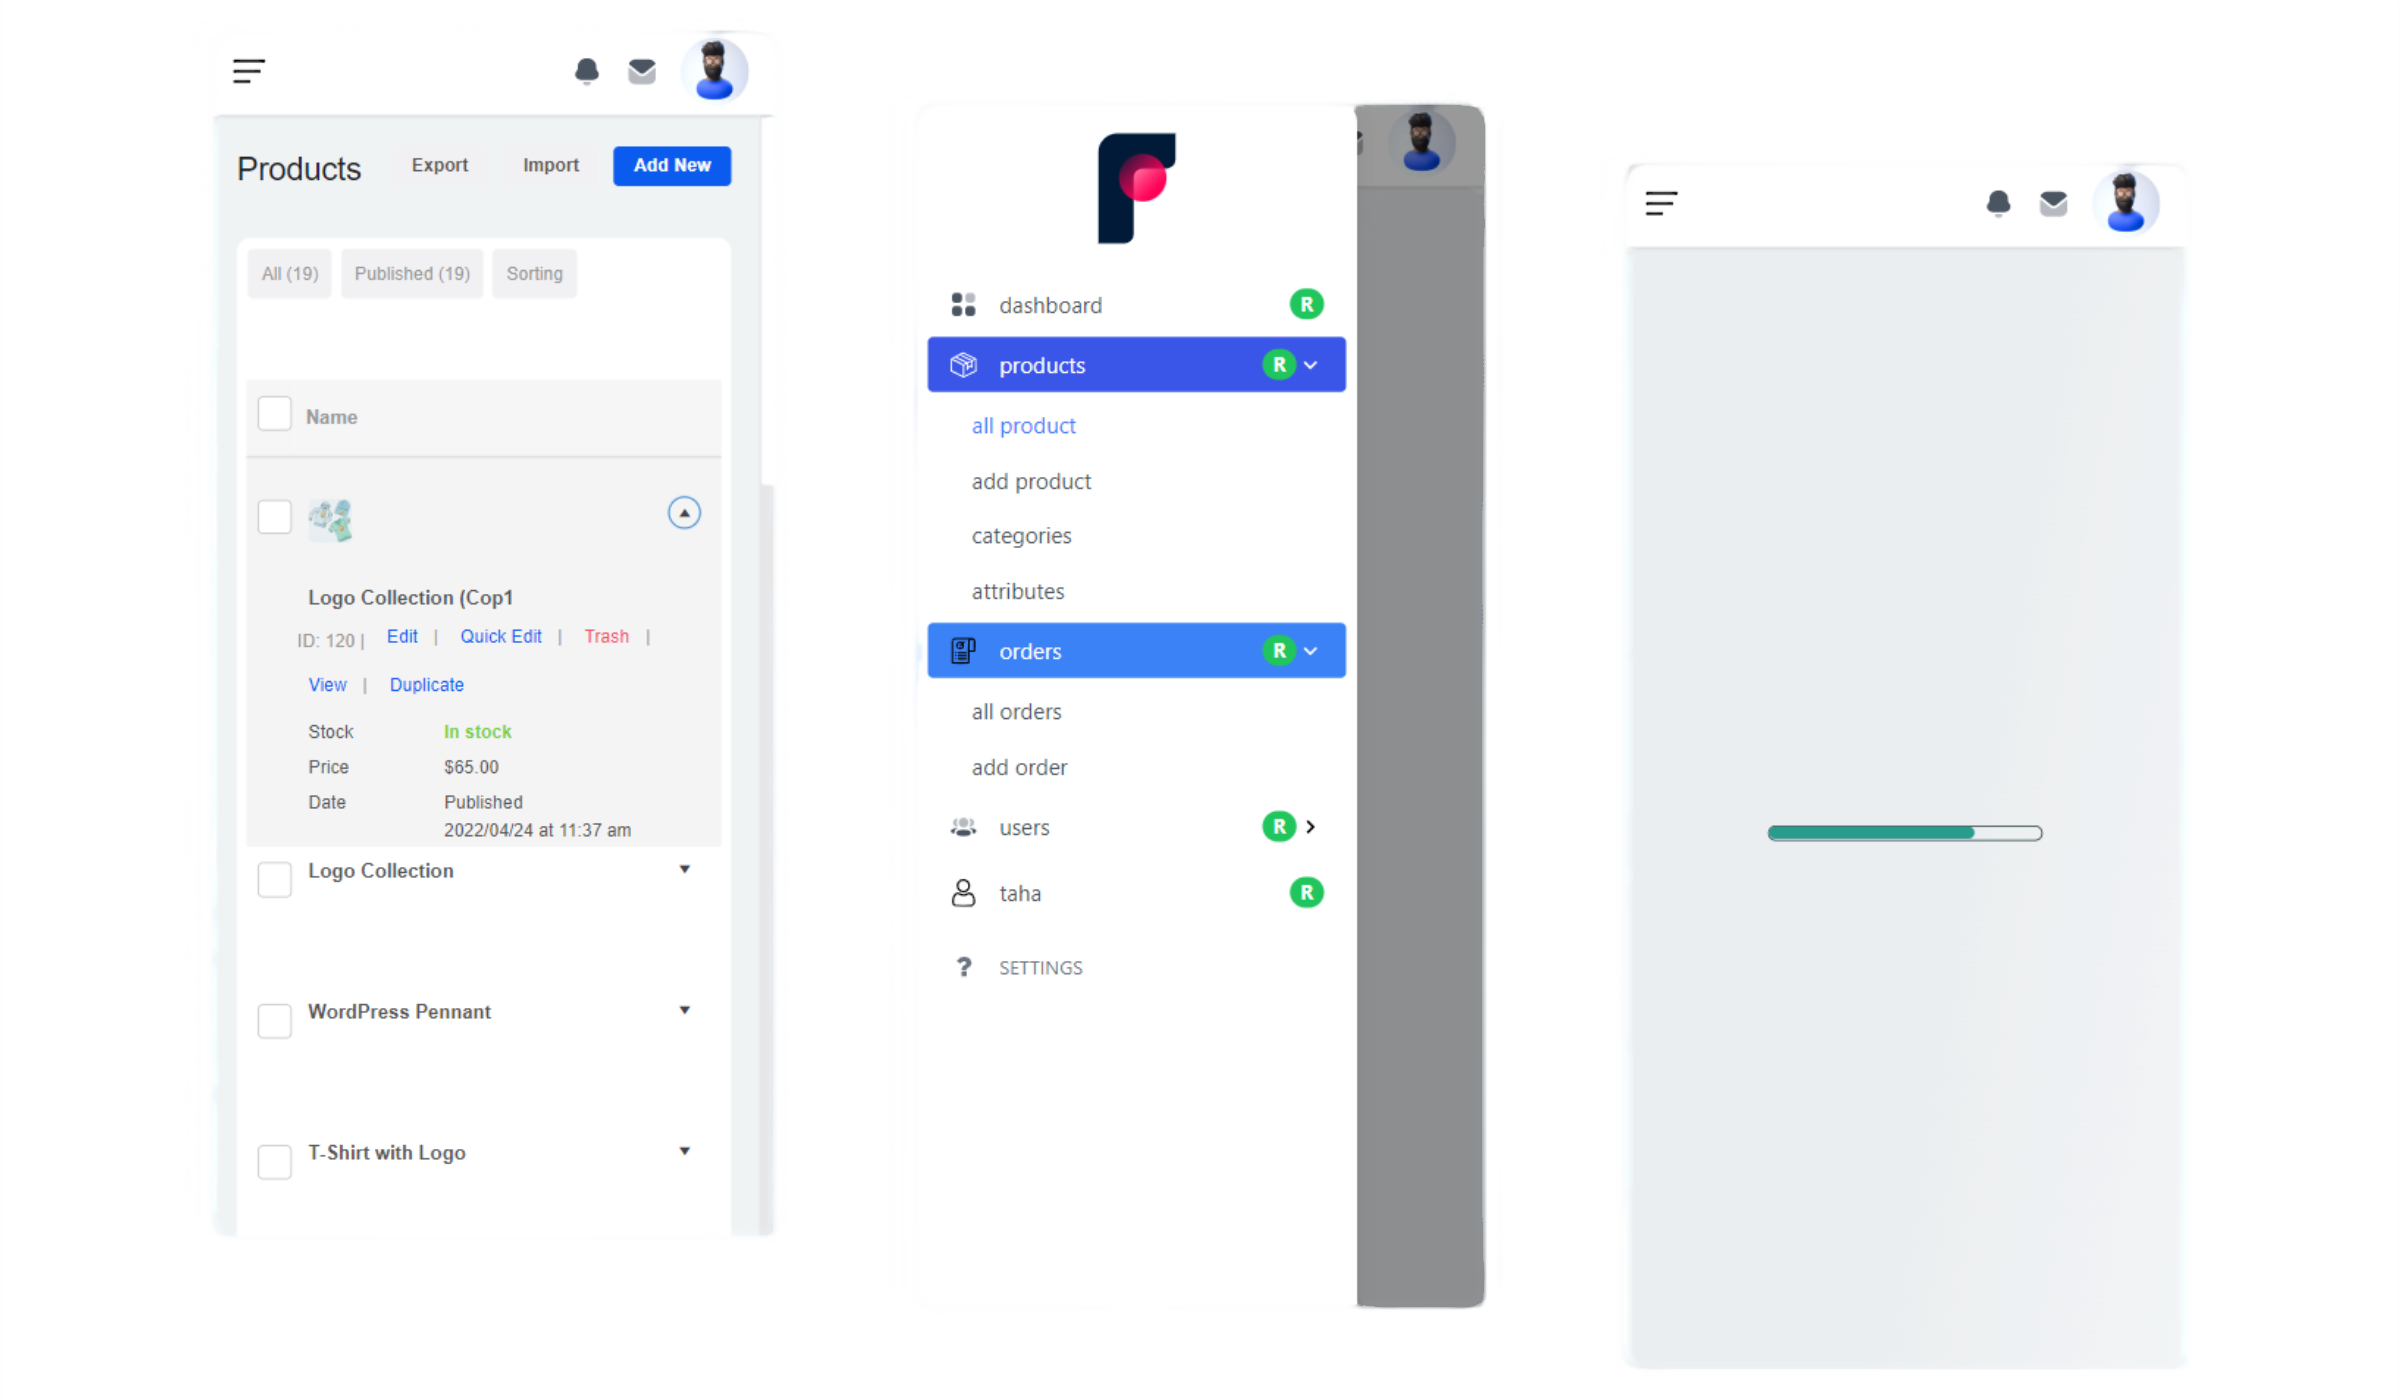 Products Export Import Add New
All (19) Published (19) Sorting
Name
Logo Collection (Cop1
ID: 120 | Edit | Quick Edit | Trash |
View | Duplicate
Stock In stock
Price $65.00
Date Published
2022/04/24 at 11:37 am
Logo Collection
WordPress Pennant
T-Shirt with Logo
dashboard R
products R
all product
add product
categories
attributes
orders R
all orders
add order
users R
taha R
? SETTINGS